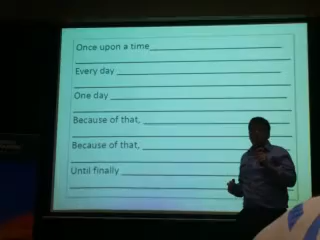 Once upon a time
Every day
One day
Because of that,
Because of that,
Until finally